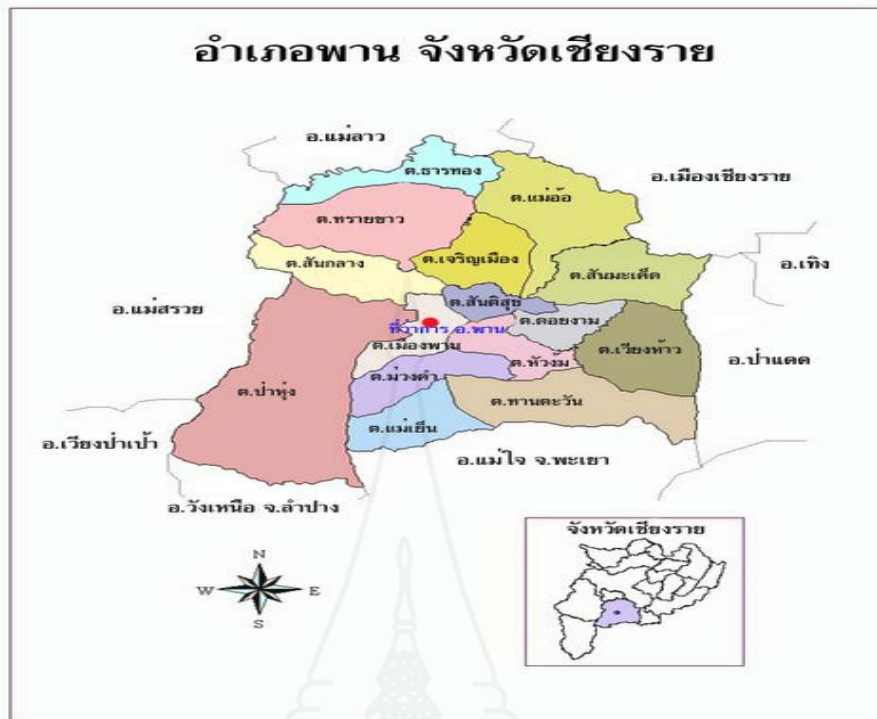 อำเภอพาน จังหวัดเชียงราย
อ.แม่ลาว
ต.ธารทอง
อ.เมืองเชียงราย
ต.แม่อ้อ
ต.ทรายขาว
ต.เจริญเมือง
อ.เทิง
ต.สันกลาง
ต.สันมะเค็ด
ต.สันติสุข
อ.แม่สรวย
ต.ดอยงาม
ที่ว่าการ อ.พาน
ต.เมืองพาน
ต.เวียงห้าว
อ.ป่าแดด
ต.หัวง้ม
ต.ม่วงคำ
ต.ป่าหุ่ง
ต.ทานตะวัน
ต.แม่เย็น
อ.เวียงป่าเป้า
อ.แม่ใจ จ.พะเยา
อ.วังเหนือ จ.ลำปาง
จังหวัดเชียงราย
N
W E
S